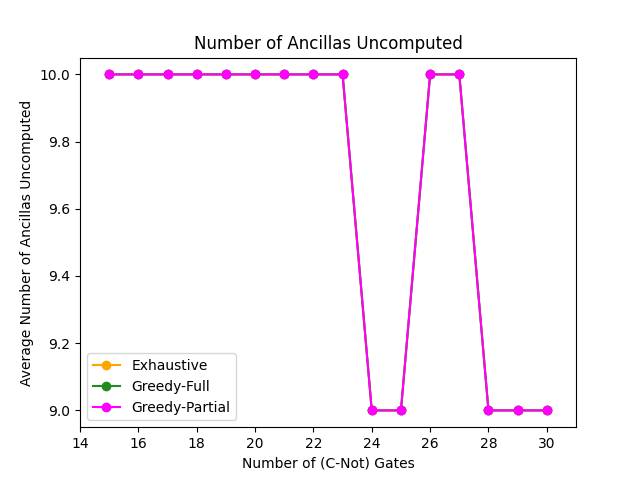 Number of Ancillas Uncomputed
Average Number of Ancillas Uncomputed
10.0
9.8
9.6
9.4
9.2
9.0
Exhaustive
Greedy-Full
Greedy-Partial
14 16 18 20 22 24 26 28 30
Number of (C-Not) Gates